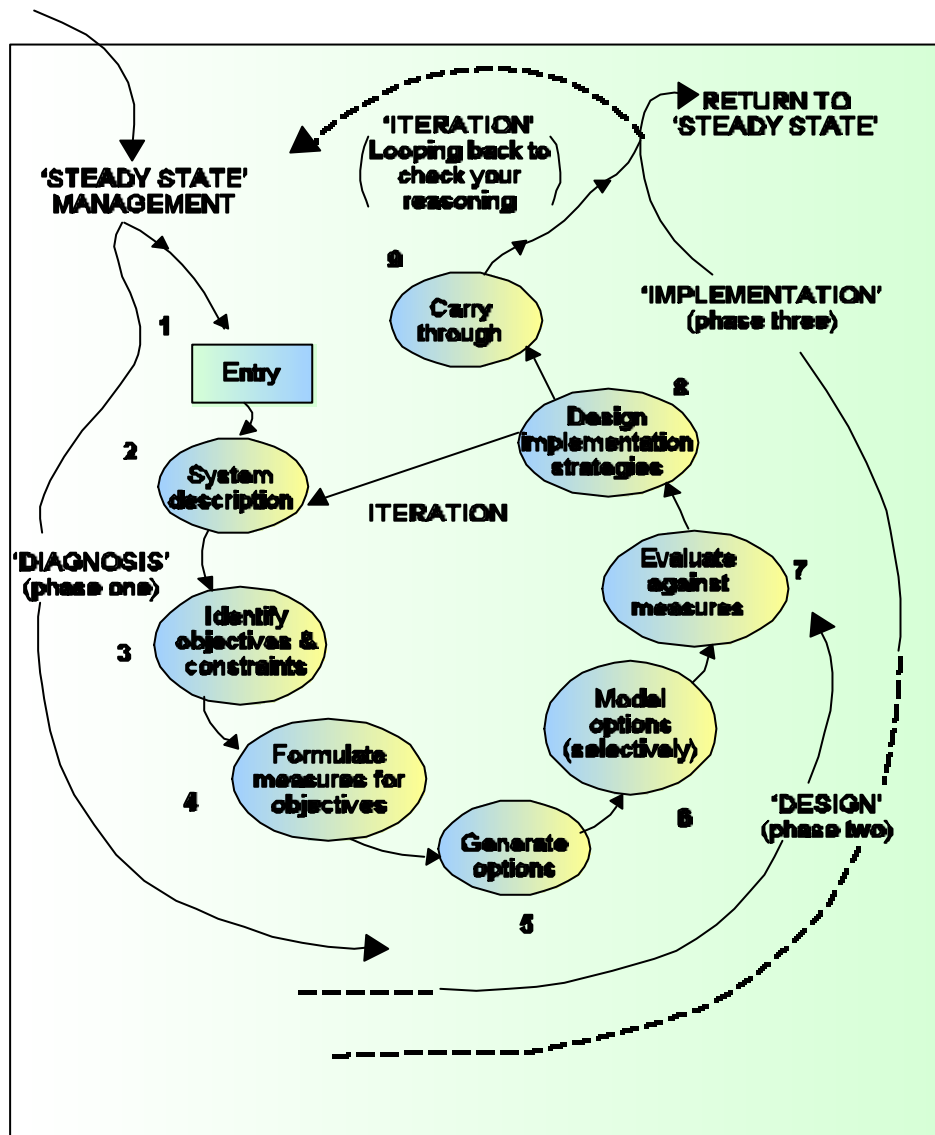 RETURN TO
'STEADY STATE'
'ITERATION'
Looping back to
check your
reasoning
'STEADY STATE'
MANAGEMENT
9
Carry
through
'IMPLEMENTATION'
(phase three)
1
Entry
8
Design
implementation
strategies
2
System
description
ITERATION
'DIAGNOSIS'
(phase one)
Evaluate
against
measures
7
3
Identify
objectives &
constraints
Model
options
(selectively)
6
4
Formulate
measures for
objectives
'DESIGN'
(phase two)
Generate
options
5